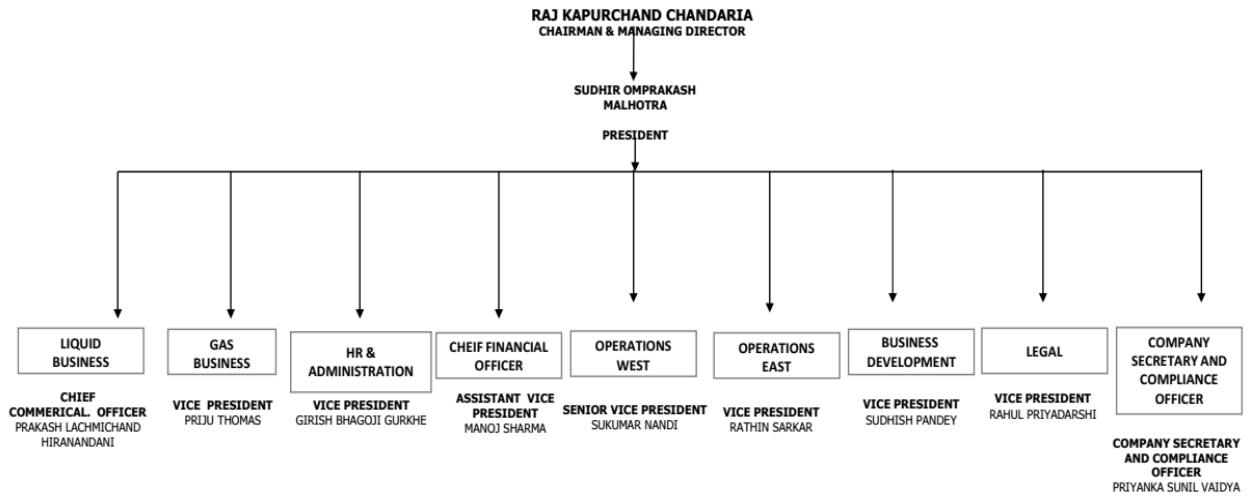 RAJ KAPURCHAND CHANDARIA
CHAIRMAN & MANAGING DIRECTOR
SUDHIR OMPRAKASH
MALHOTRA
PRESIDENT
LIQUID
BUSINESS
CHIEF
COMMERICAL. OFFICER
PRAKASH LACHMICHAND
HIRANANDANI
GAS
BUSINESS
VICE PRESIDENT
PRIJU THOMAS
HR &
ADMINISTRATION
VICE PRESIDENT
GIRISH BHAGOJI GURKHE
CHEIF FINANCIAL
OFFICER
ASSISTANT VICE
PRESIDENT
MANOJ SHARMA
OPERATIONS
WEST
SENIOR VICE PRESIDENT
SUKUMAR NANDI
OPERATIONS
EAST
VICE PRESIDENT
RATHIN SARKAR
BUSINESS
DEVELOPMENT
VICE PRESIDENT
SUDHISH PANDEY
LEGAL
VICE PRESIDENT
RAHUL PRIYADARSHI
COMPANY
SECRETARY AND
COMPLIANCE
OFFICER
COMPANY SECRETARY
AND COMPLIANCE
OFFICER
PRIYANKA SUNIL VAIDYA